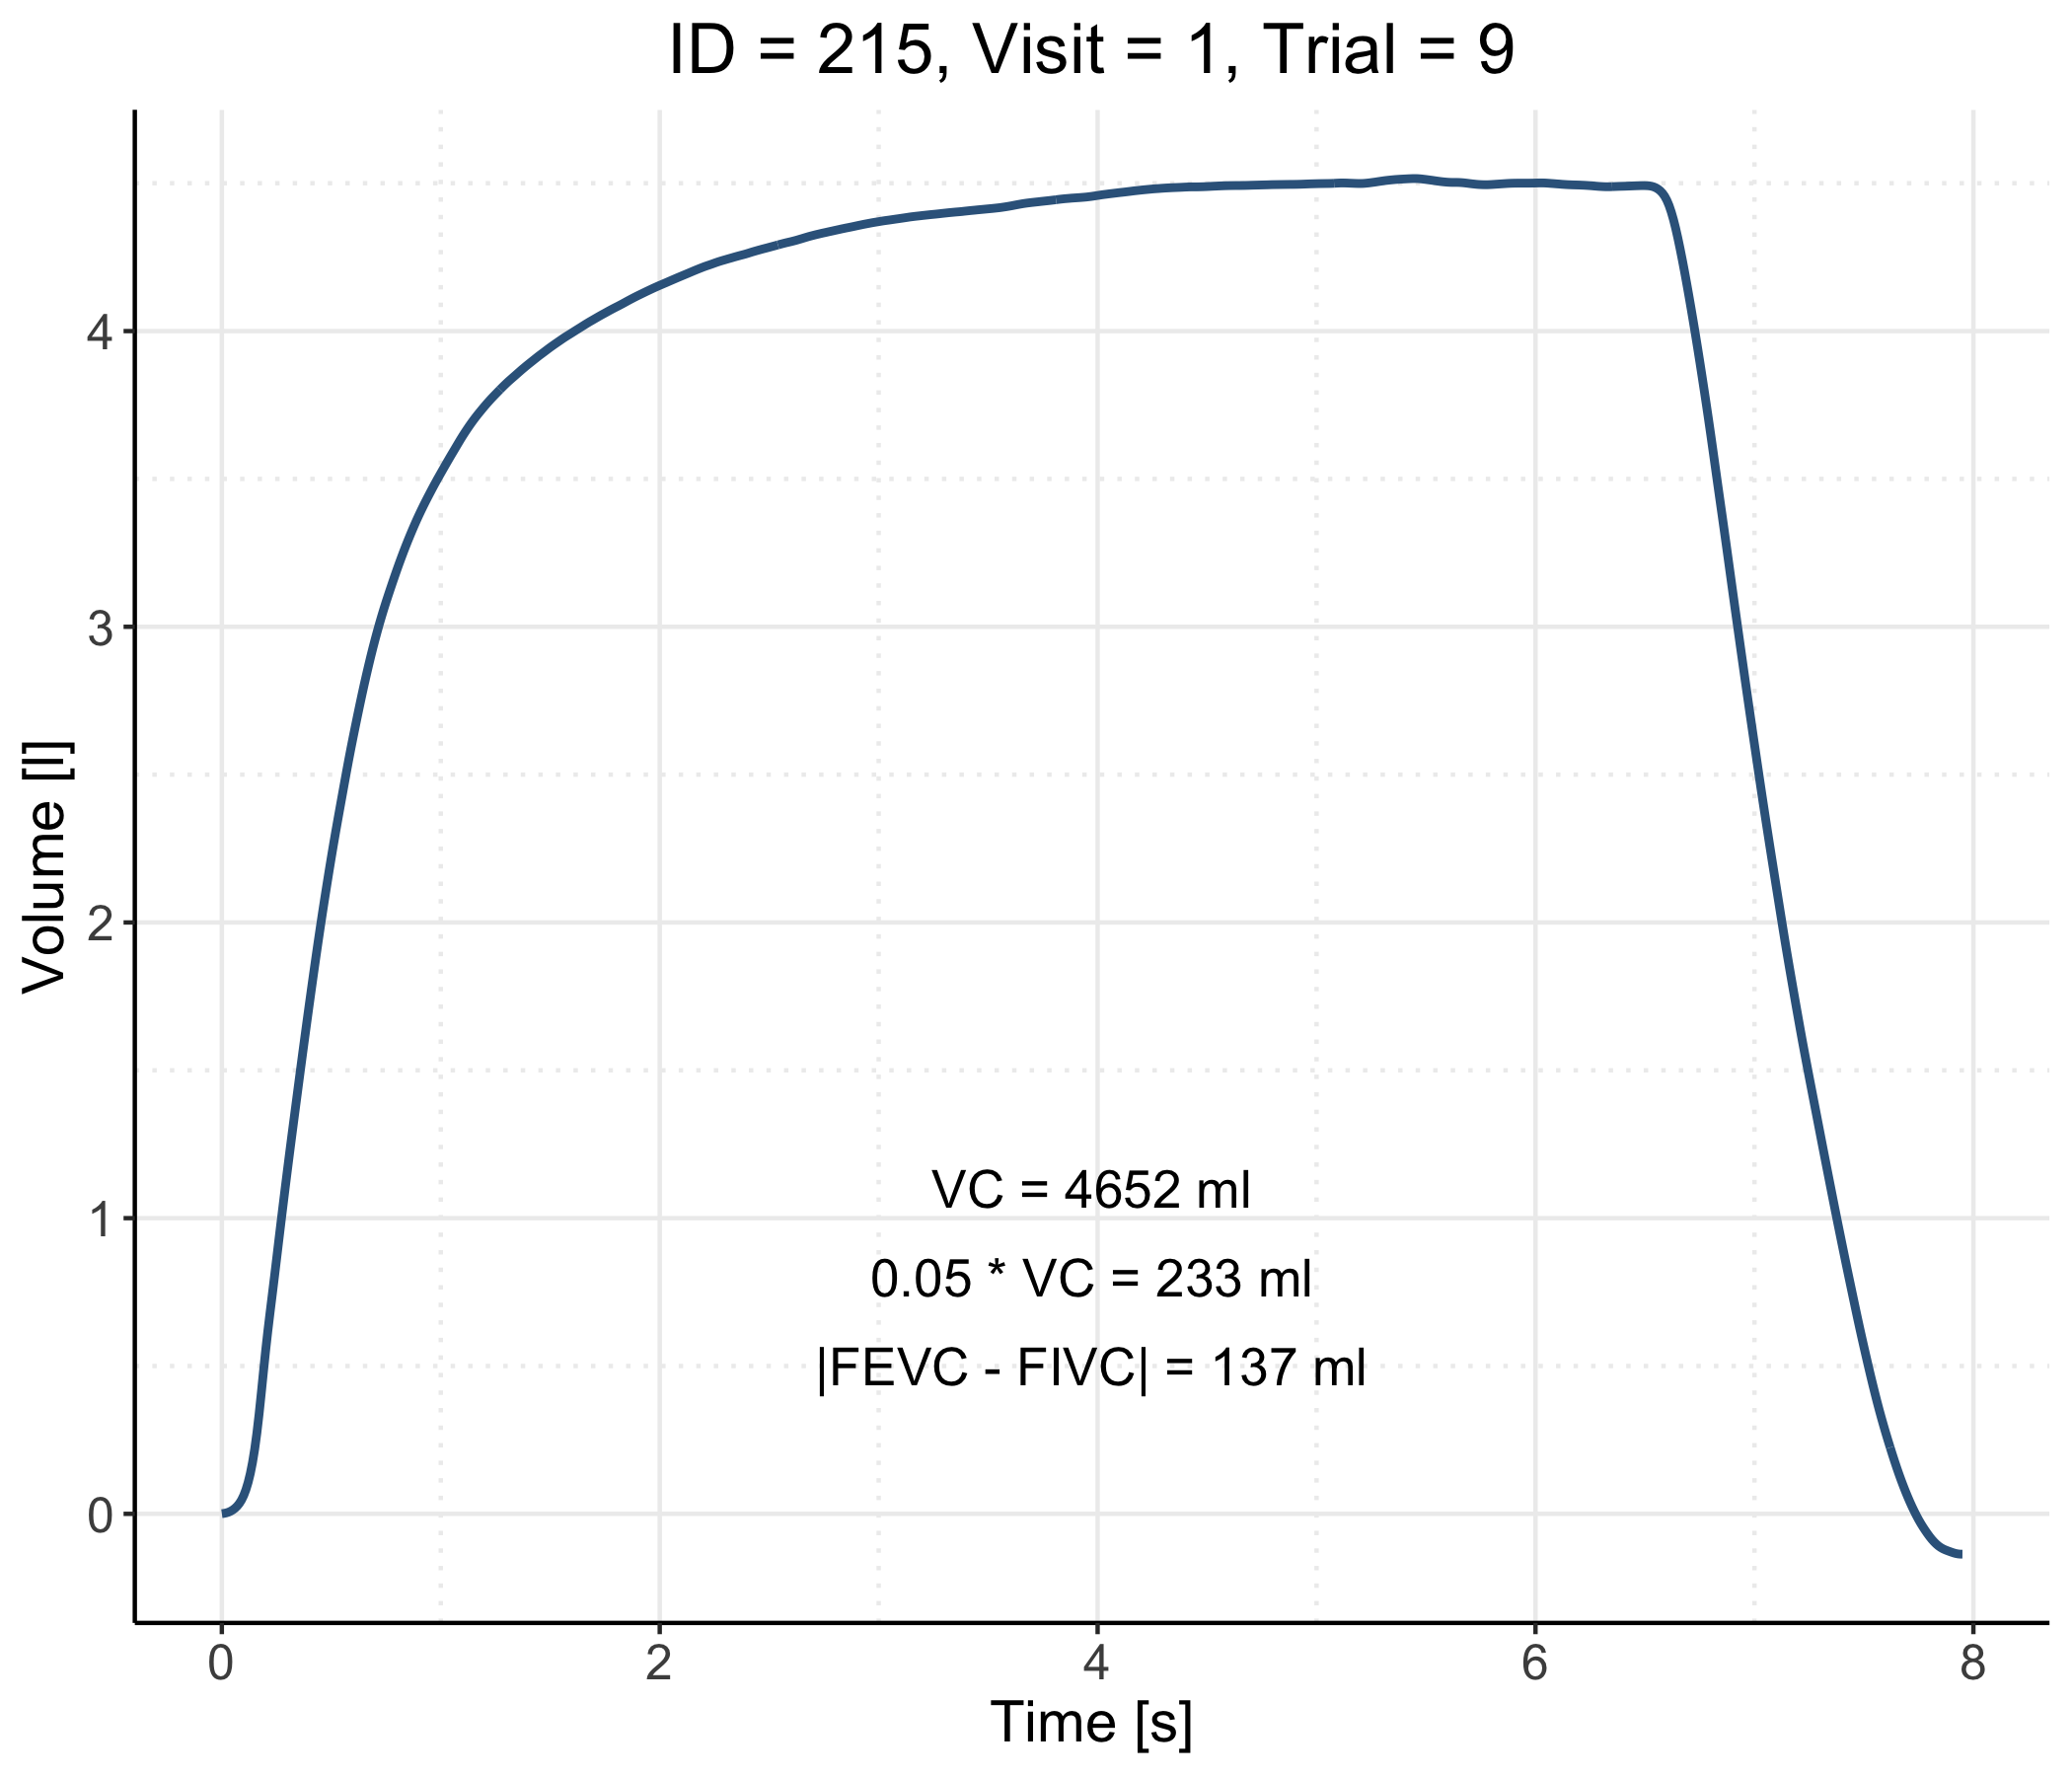 ID = 215, Visit = 1, Trial = 9
Volume [l]
4
3
2
1
0
VC = 4652 ml
0.05 * VC = 233 ml
|FEVC - FIVC| = 137 ml
0 2 4 6 8
Time [s]